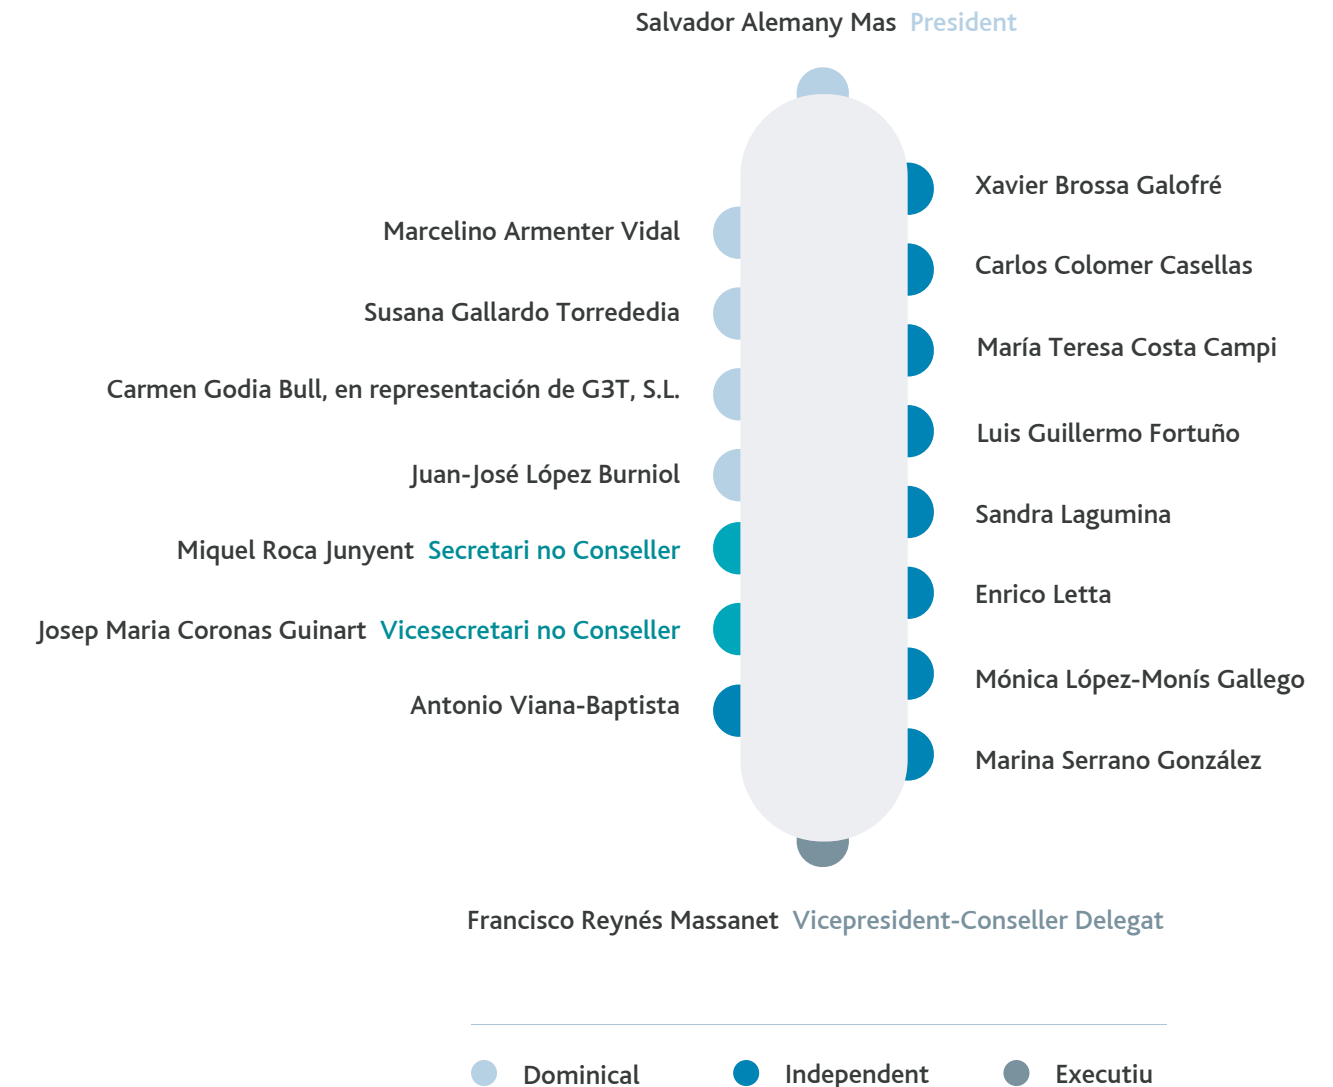 Salvador Alemany Mas President
Marcelino Armenter Vidal
Susana Gallardo Torrededia
Carmen Godia Bull, en representación de G3T, S.L.
Juan-José López Burniol
Miquel Roca Junyent Secretari no Conseller
Josep Maria Coronas Guinart Vicesecretari no Conseller
Antonio Viana-Baptista
Xavier Brossa Galofré
Carlos Colomer Casellas
María Teresa Costa Campi
Luis Guillermo Fortuño
Sandra Lagumina
Enrico Letta
Mónica López-Monís Gallego
Marina Serrano González
Francisco Reynés Massanet Vicepresident-Conseller Delegat
Dominical Independent Executiu